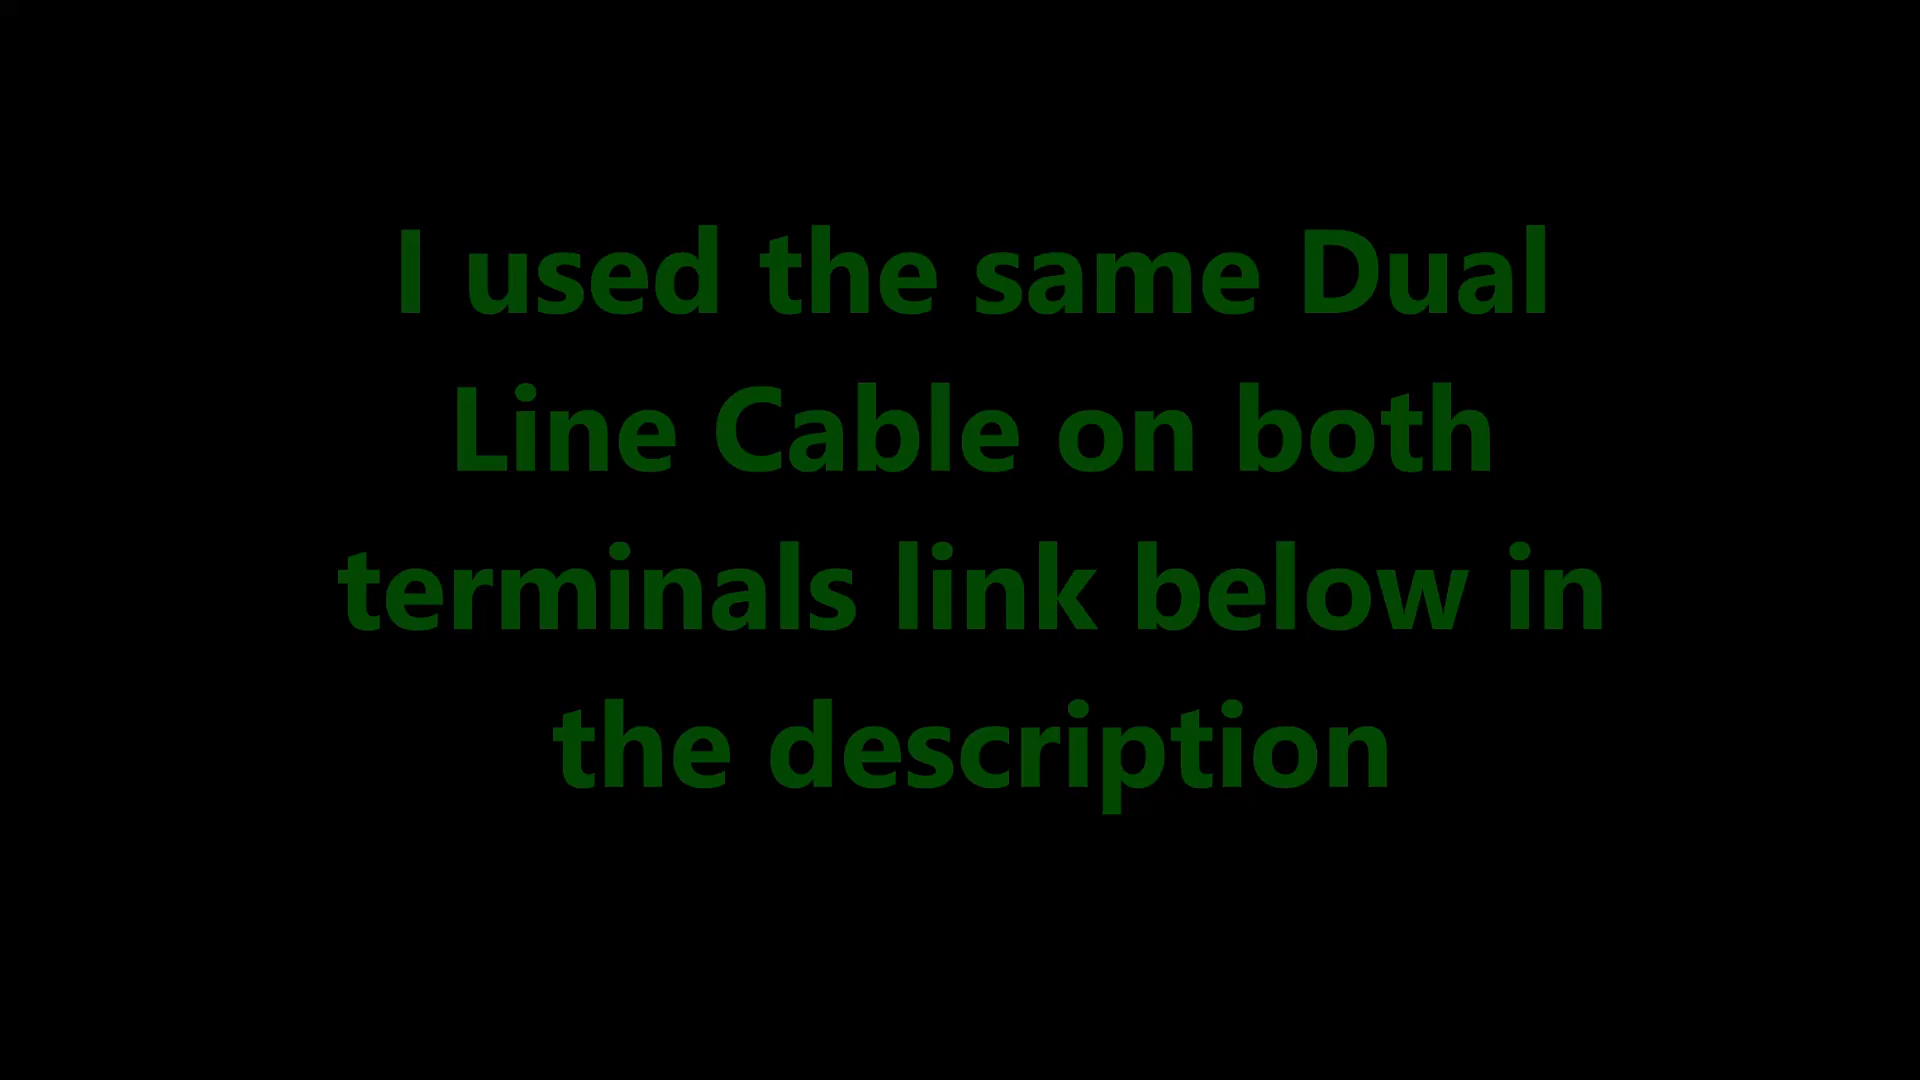 I used the same Dual
Line Cable on both
terminals link below in
the description